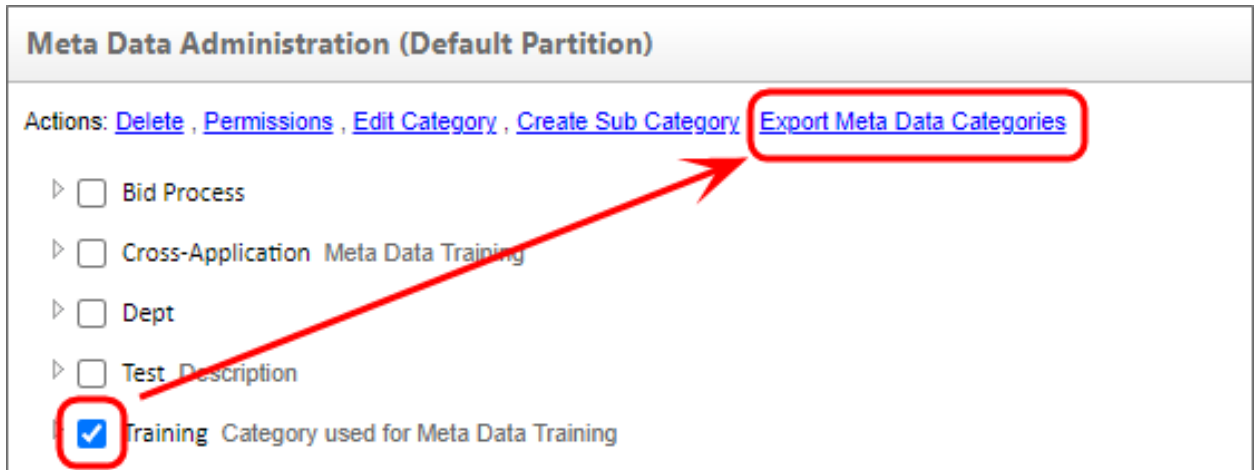 Meta Data Administration (Default Partition)
Actions: Delete , Permissions , Edit Category , Create Sub Category Export Meta Data Categories
Bid Process
Cross-Application Meta Data Training
Dept
Test Description
Training Category used for Meta Data Training